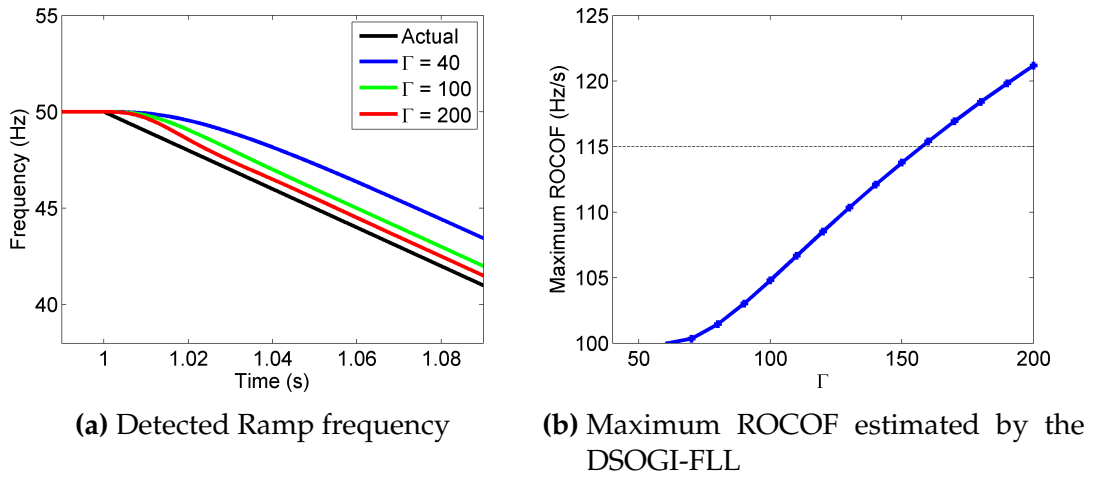 55
50
45
40
Frequency (Hz)
1
1.02
1.04
1.06
1.08
Time (s)
Actual
Γ = 40
Γ = 100
Γ = 200
(a) Detected Ramp frequency
125
120
115
110
105
100
Maximum ROCOF (Hz/s)
50
100
150
200
Γ
(b) Maximum ROCOF estimated by the
DSOGI-FLL